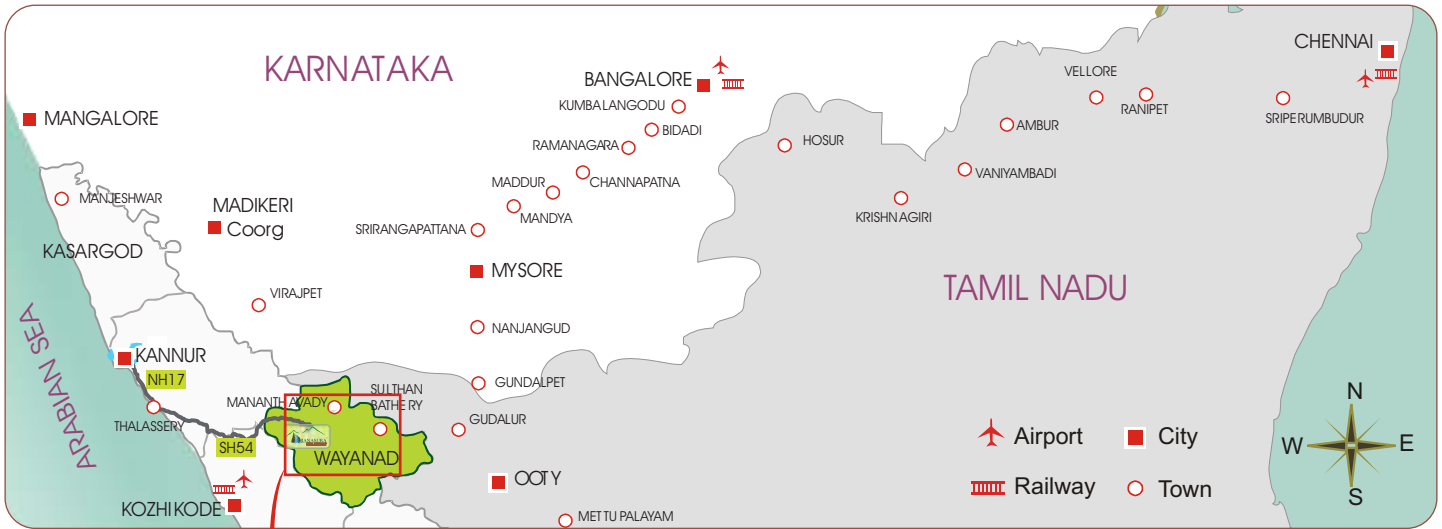 CHENNAI
KARNATAKA
BANGALORE
VELLORE
KUMBALANGODU
RANIPET
SRIPERUMBUDUR
MANGALORE
BIDADI
AMBUR
RAMANAGARA
HOSUR
MADDUR
CHANNAPATNA
VANIYAMBADI
MANJESHWAR
MADIKERI
Coorg
MANDYA
KRISHNAGIRI
SRIRANGAPATTANA
KASARGOD
MYSORE
TAMIL NADU
VIRAJPET
NANJANGUD
ARABIAN SEA
KANNUR
NH17
GUNDALPET
SULTHAN
BATHERY
MANANTHAVADY
THALASSERY
GUDALUR
SH54
WAYANAD
OOTY
KOZHIKODE
METTUPALAYAM
Airport
City
Railway
Town
N
W
E
S